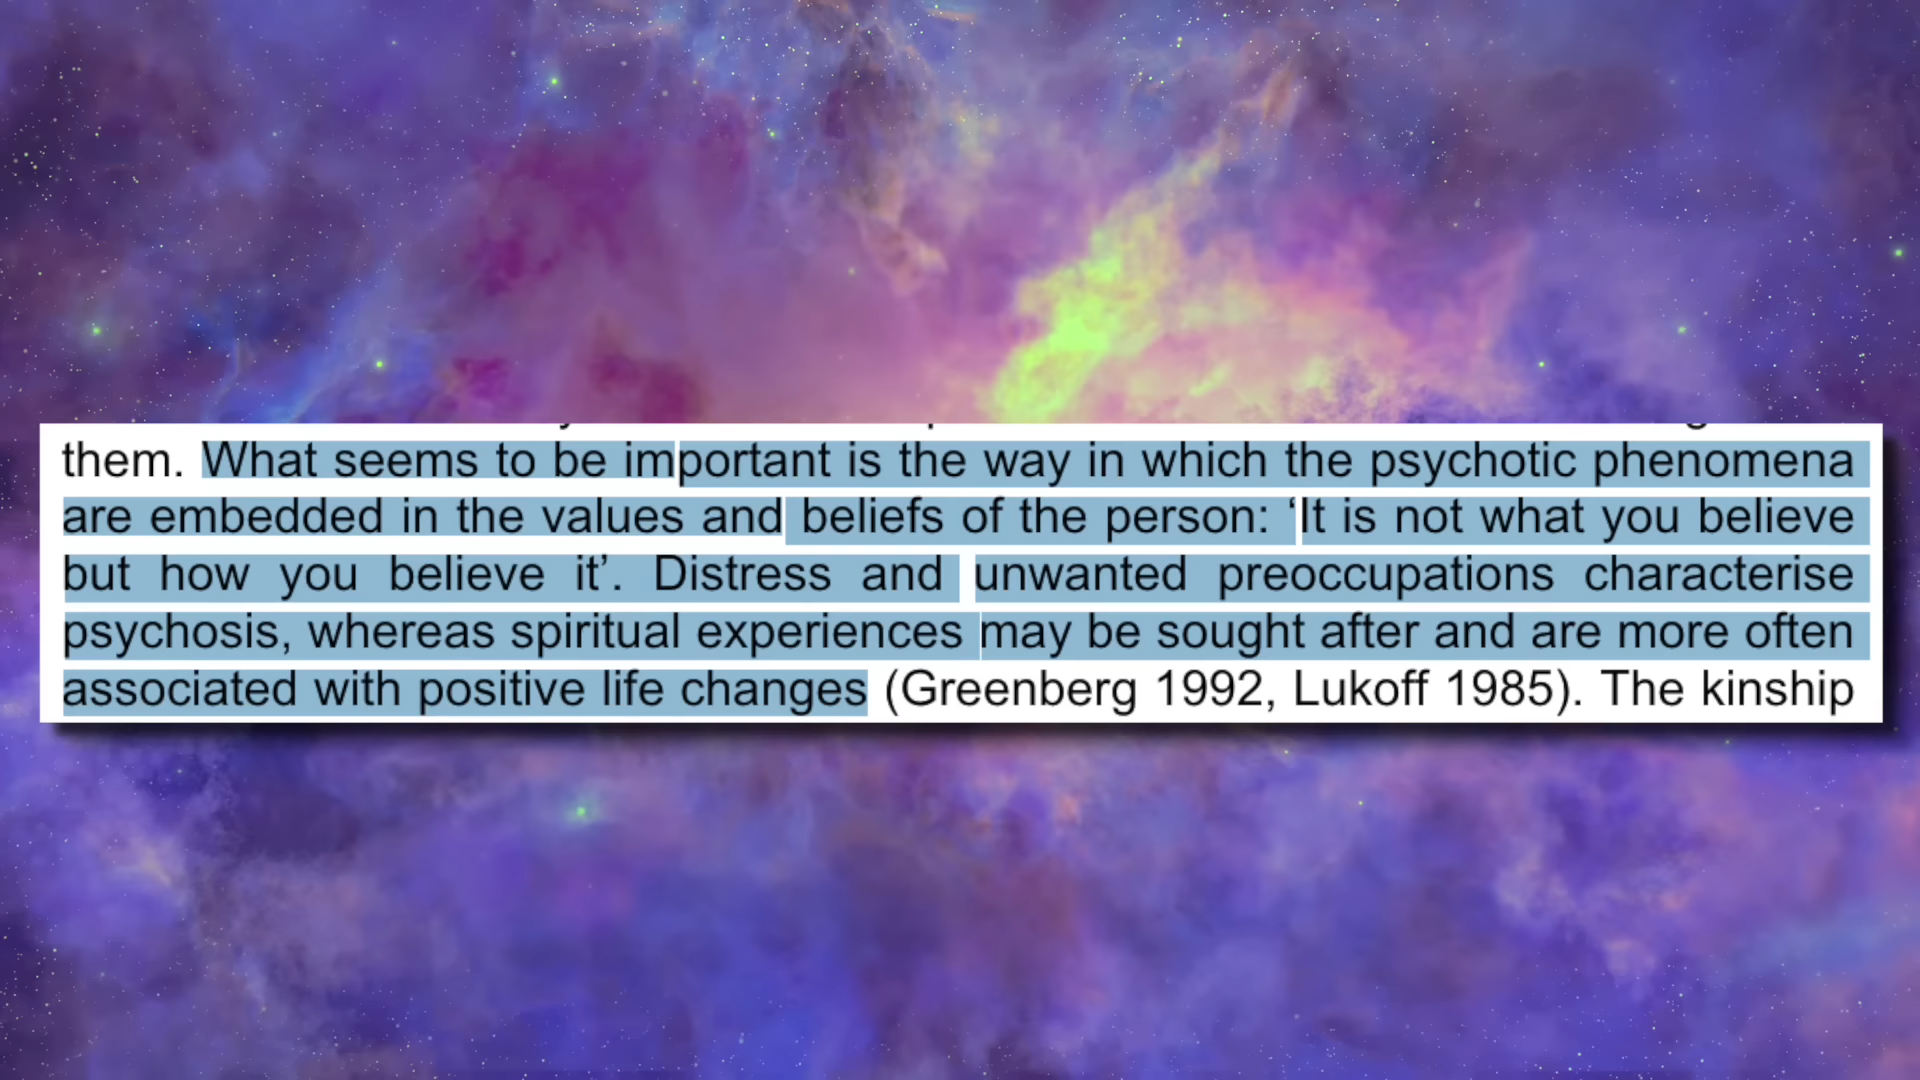 them. What seems to be important is the way in which the psychotic phenomena
are embedded in the values and beliefs of the person: ‘It is not what you believe
but how you believe it’. Distress and unwanted preoccupations characterise
psychosis, whereas spiritual experiences may be sought after and are more often
associated with positive life changes (Greenberg 1992, Lukoff 1985). The kinship